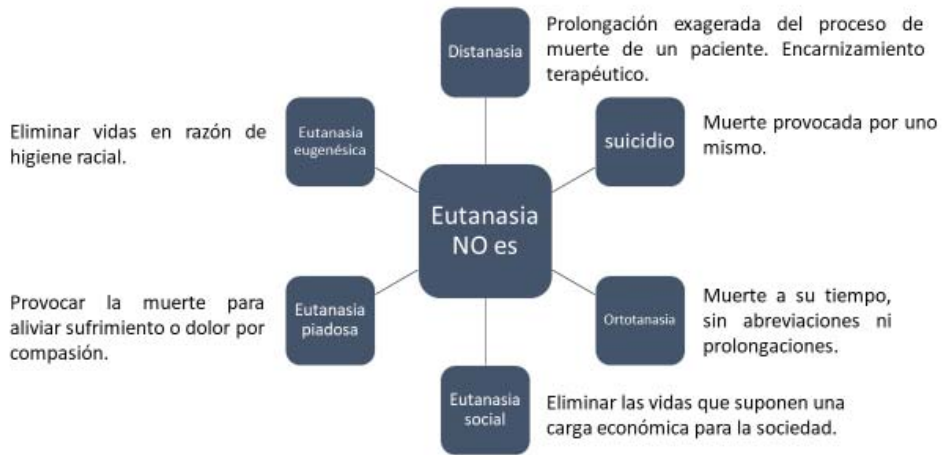 Distanasia
Prolongación exagerada del proceso de
muerte de un paciente. Encarnizamiento
terapéutico.
Eliminar vidas en razón de
higiene racial.
Eutanasia
eugenésica
suicidio
Muerte provocada por uno
mismo.
Eutanasia
NO es
Provocar la muerte para
aliviar sufrimiento o dolor por
compasión.
Eutanasia
piadosa
Ortotanasia
Muerte a su tiempo,
sin abreviaciones ni
prolongaciones.
Eutanasia
social
Eliminar las vidas que suponen una
carga económica para la sociedad.